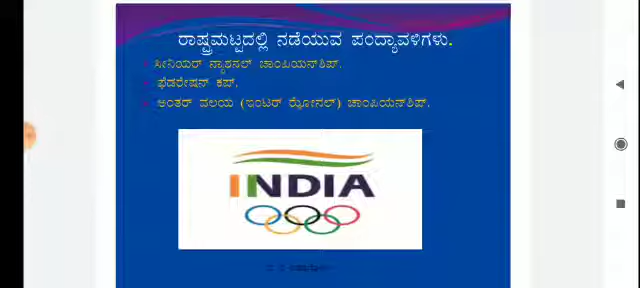 ರಾಷ್ಟ್ರಮಟ್ಟದಲ್ಲಿ ನಡೆಯುವ ಪಂದ್ಯಾವಳಿಗಳು.
ಸೀನಿಯರ್ ನ್ಯಾಶನಲ್ ಚಾಂಪಿಯನ್‌ಶಿಪ್.
ಫೆಡರೇಷನ್ ಕಪ್.
ಅಂತರ್ ವಲಯ (ಇಂಟರ್ ಝೋನಲ್) ಚಾಂಪಿಯನ್‌ಶಿಪ್.
INDIA